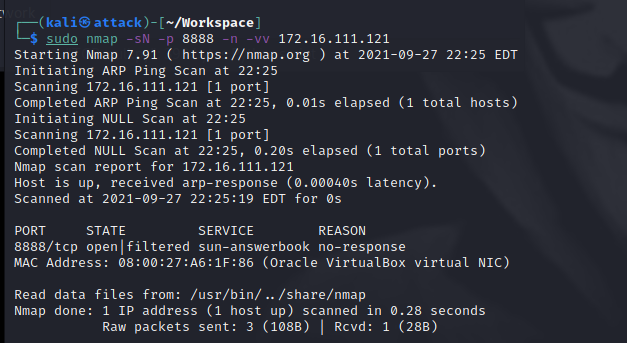 ┌──(kali㉿attack)-[~/Workspace]
└─$ sudo nmap -sN -p 8888 -n -vv 172.16.111.121
Starting Nmap 7.91 ( https://nmap.org ) at 2021-09-27 22:25 EDT
Initiating ARP Ping Scan at 22:25
Scanning 172.16.111.121 [1 port]
Completed ARP Ping Scan at 22:25, 0.01s elapsed (1 total hosts)
Initiating NULL Scan at 22:25
Scanning 172.16.111.121 [1 port]
Completed NULL Scan at 22:25, 0.20s elapsed (1 total ports)
Nmap scan report for 172.16.111.121
Host is up, received arp-response (0.00040s latency).
Scanned at 2021-09-27 22:25:19 EDT for 0s
PORT     STATE         SERVICE        REASON
8888/tcp open|filtered sun-answerbook no-response
MAC Address: 08:00:27:A6:1F:86 (Oracle VirtualBox virtual NIC)
Read data files from: /usr/bin/../share/nmap
Nmap done: 1 IP address (1 host up) scanned in 0.28 seconds
           Raw packets sent: 3 (108B) | Rcvd: 1 (28B)